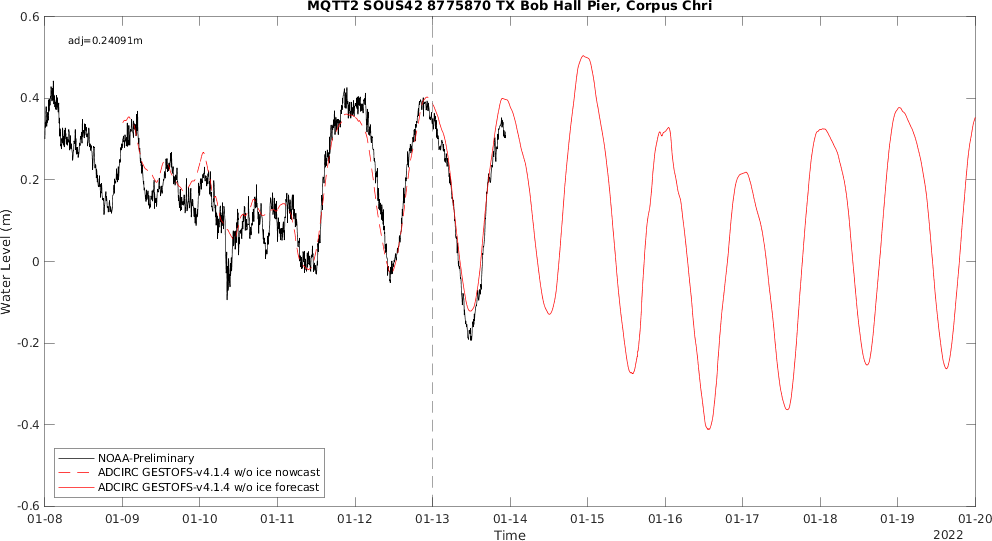 MQTT2 SOUS42 8775870 TX Bob Hall Pier, Corpus Chri
adj=0.24091m
0.6
0.4
0.2
0
-0.2
-0.4
-0.6
Water Level (m)
NOAA-Preliminary
ADCIRC GESTOFS-v4.1.4 w/o ice nowcast
ADCIRC GESTOFS-v4.1.4 w/o ice forecast
01-08 01-09 01-10 01-11 01-12 01-13 01-14 01-15 01-16 01-17 01-18 01-19 01-20
Time
2022